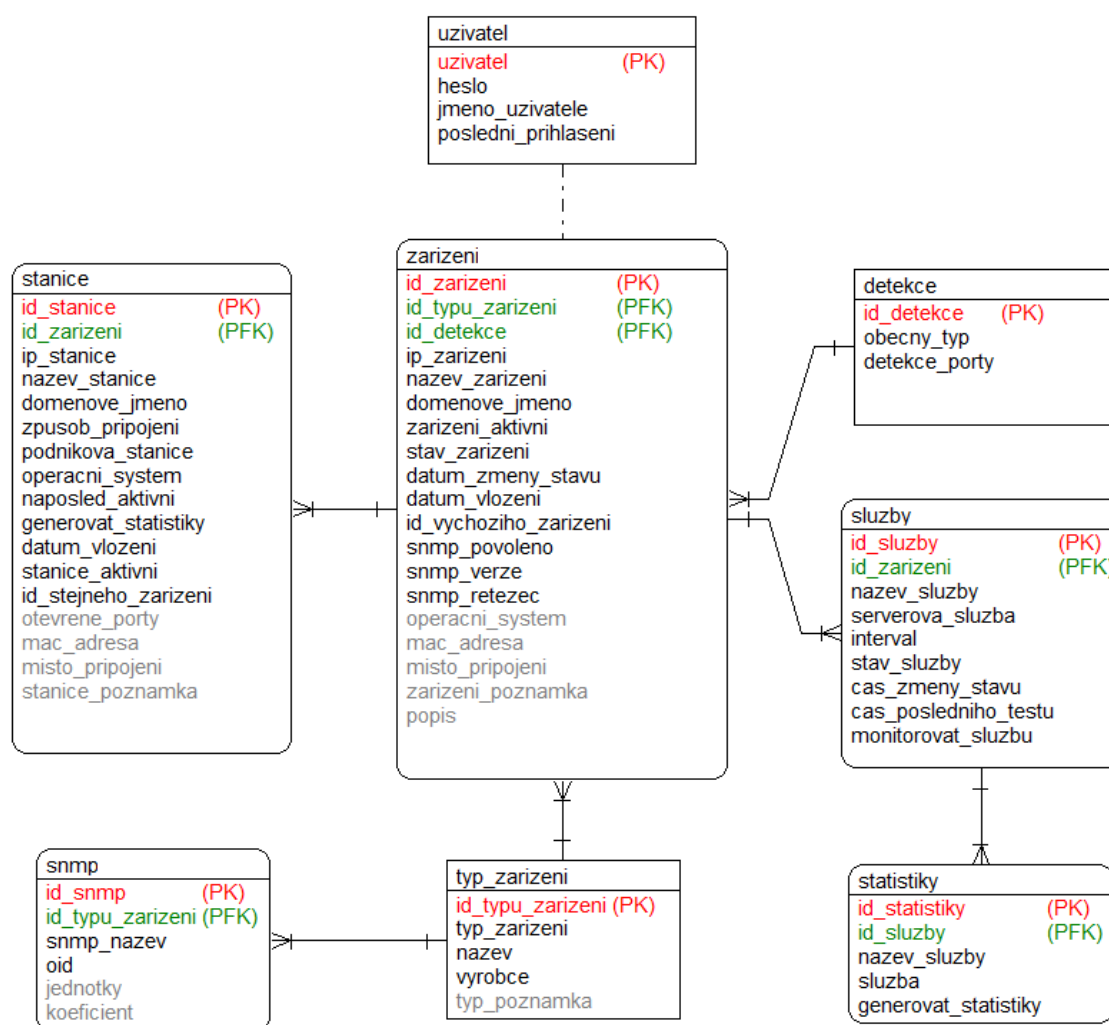 uzivatel
uzivatel (PK)
heslo
jmeno_uzivatele
posledni_prihlaseni
stanice
id_stanice (PK)
id_zarizeni (PFK)
ip_stanice
nazev_stanice
domenove_jmeno
zpusob_pripojeni
podnikova_stanice
operacni_system
naposled_aktivni
generovat_statistiky
datum_vlozeni
stanice_aktivni
id_stejneho_zarizeni
otevrene_porty
mac_adresa
misto_pripojeni
stanice_poznamka
zarizeni
id_zarizeni (PK)
id_typu_zarizeni (PFK)
id_detekce (PFK)
ip_zarizeni
nazev_zarizeni
domenove_jmeno
zarizeni_aktivni
stav_zarizeni
datum_zmeny_stavu
datum_vlozeni
id_vychoziho_zarizeni
snmp_povoleno
snmp_verze
snmp_retezec
operacni_system
mac_adresa
misto_pripojeni
zarizeni_poznamka
popis
detekce
id_detekce (PK)
obecny_typ
detekce_porty
sluzby
id_sluzby (PK)
id_zarizeni (PFK)
nazev_sluzby
serverova_sluzba
interval
stav_sluzby
cas_zmeny_stavu
cas_posledniho_testu
monitorovat_sluzbu
snmp
id_snmp (PK)
id_typu_zarizeni (PFK)
snmp_nazev
oid
jednotky
koeficient
typ_zarizeni
id_typu_zarizeni (PK)
typ_zarizeni
nazev
vyrobce
typ_poznamka
statistiky
id_statistiky (PK)
id_sluzby (PFK)
nazev_sluzby
sluzba
generovat_statistiky